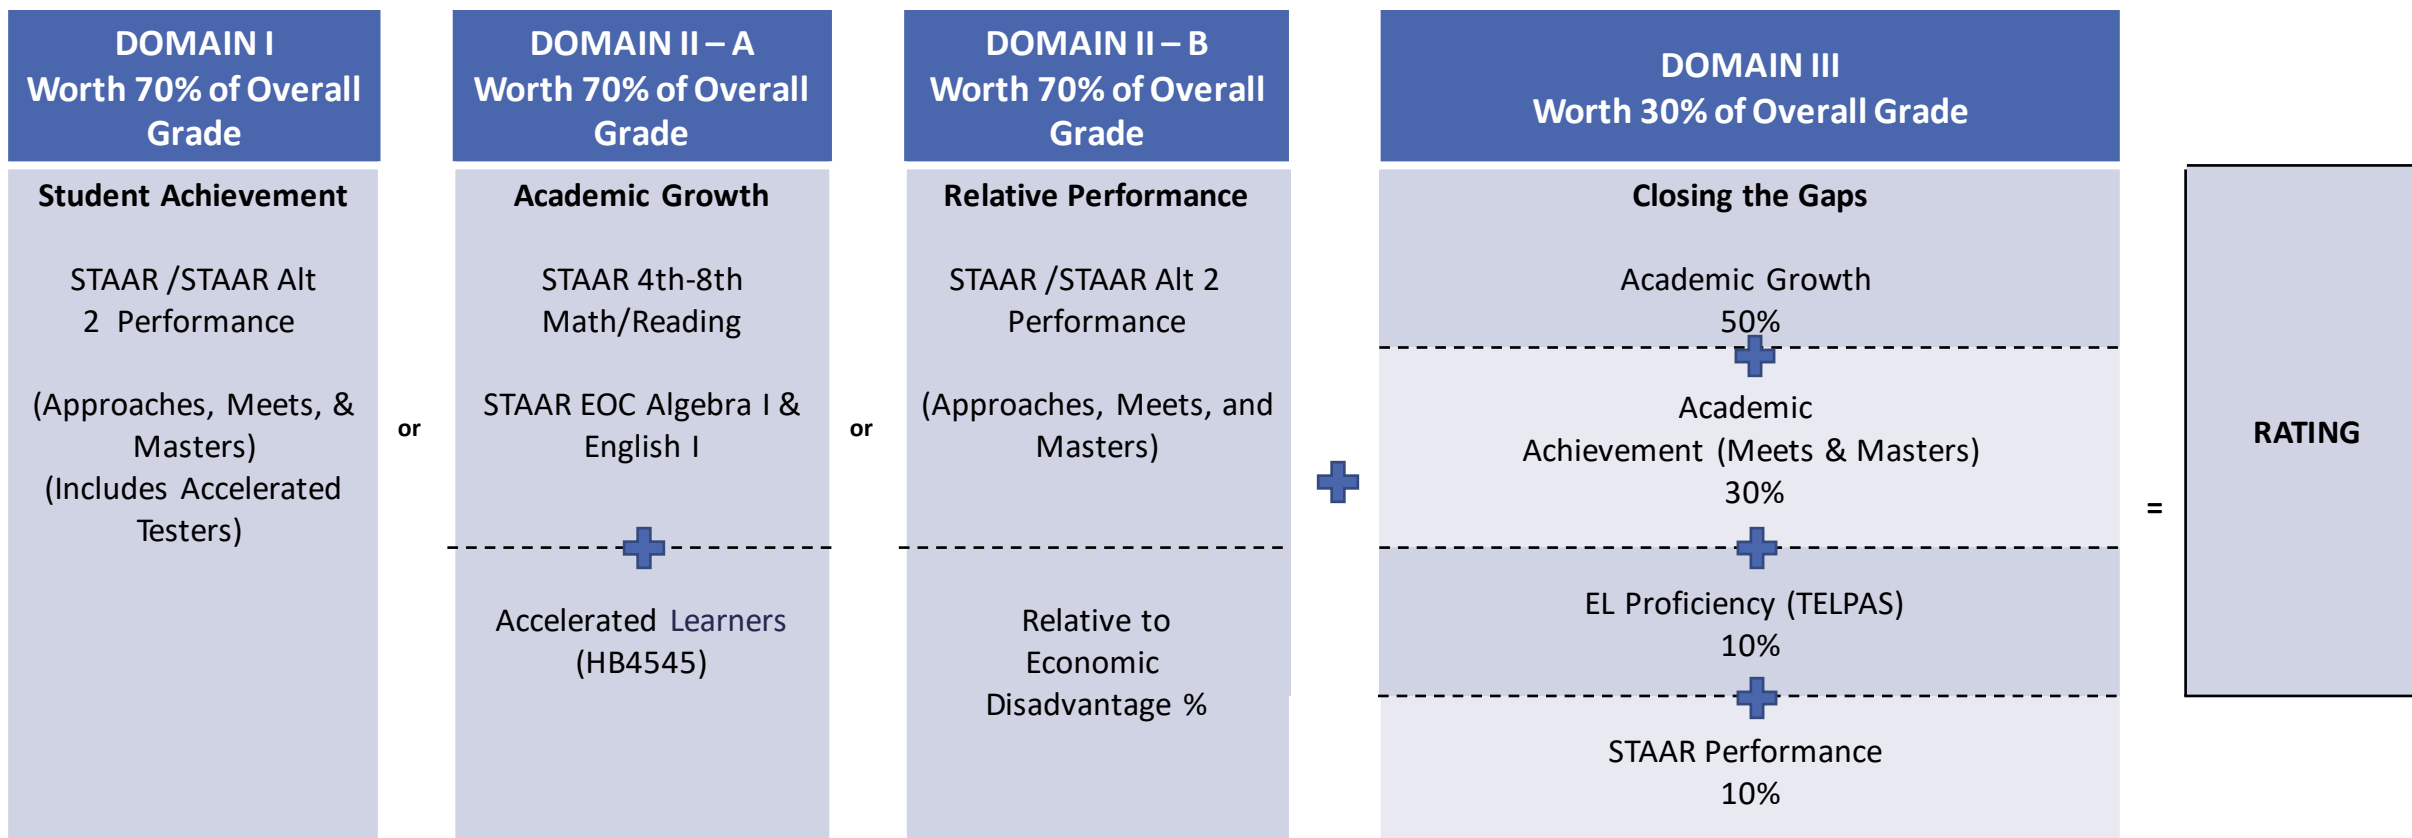 DOMAIN I
Worth 70% of Overall
Grade
Student Achievement
STAAR /STAAR Alt
2 Performance
(Approaches, Meets, &
Masters)
(Includes Accelerated
Testers)
or
DOMAIN II – A
Worth 70% of Overall
Grade
Academic Growth
STAAR 4th-8th
Math/Reading
STAAR EOC Algebra I &
English I
Accelerated Learners
(HB4545)
or
DOMAIN II – B
Worth 70% of Overall
Grade
Relative Performance
STAAR /STAAR Alt 2
Performance
(Approaches, Meets, and
Masters)
Relative to
Economic
Disadvantage %
DOMAIN III
Worth 30% of Overall Grade
Closing the Gaps
Academic Growth
50%
Academic
Achievement (Meets & Masters)
30%
EL Proficiency (TELPAS)
10%
STAAR Performance
10%
=
RATING